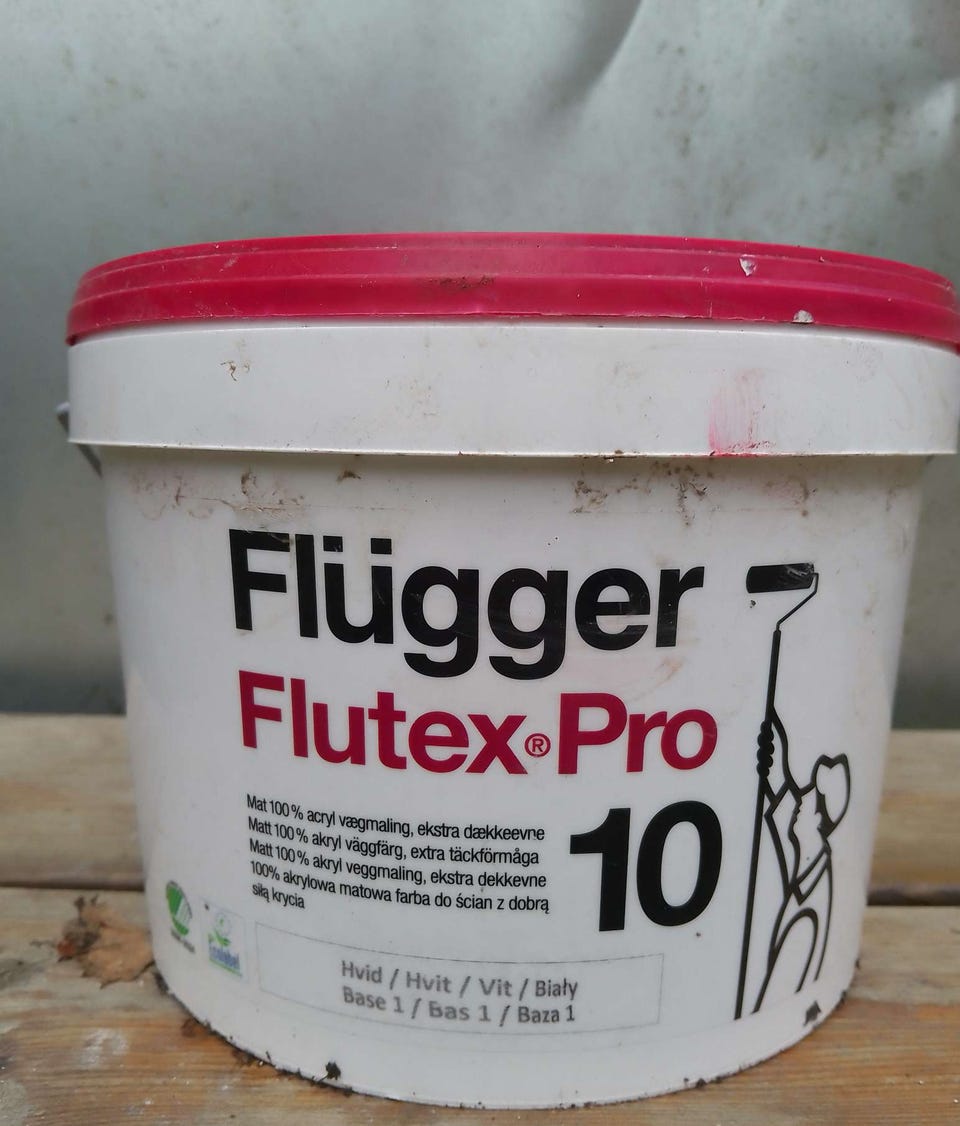 Flügger
Flutex® Pro
10
Mat 100 % acryl vægmaling, ekstra dækkeevne
Matt 100 % akryl väggfärg, extra täckförmåga
Matt 100 % akryl veggmaling, ekstra dekkevne
100% akrylowa matowa farba do ścian z dobrą
siłą krycia
Ecolabel
Hvid / Hvit / Vit / Biały
Base 1 / Bas 1 / Baza 1